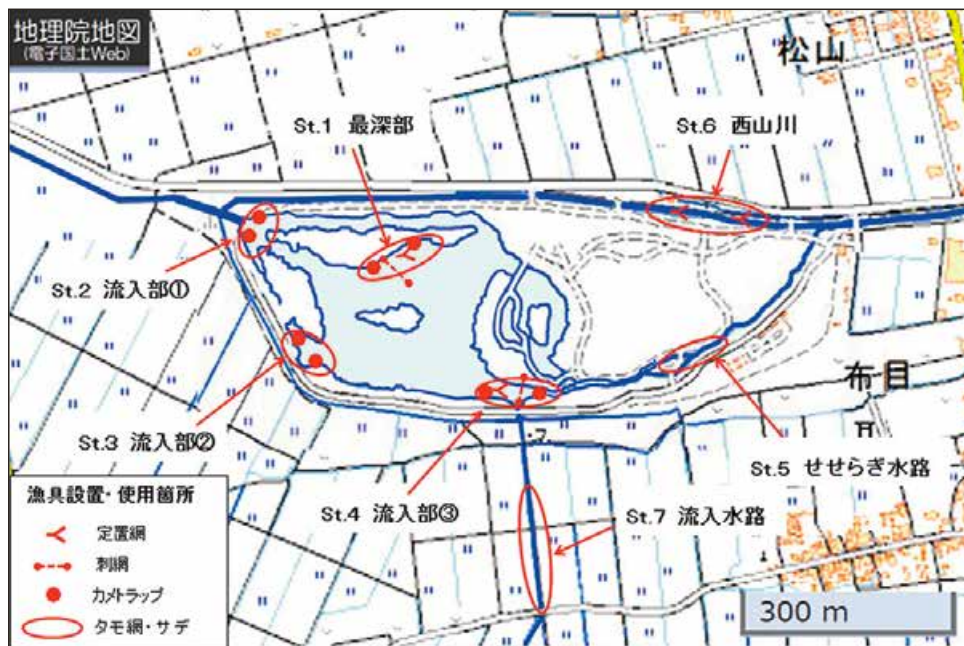 地理院地図
(電子国土Web)
松山
St.1 最深部
St.6 西山川
St.2 流入部①
布目
St.3 流入部②
St.5 せせらぎ水路
漁具設置・使用箇所
St.4 流入部③
St.7 流入水路
定置網
刺網
カメトラップ
タモ網・サデ
300 m